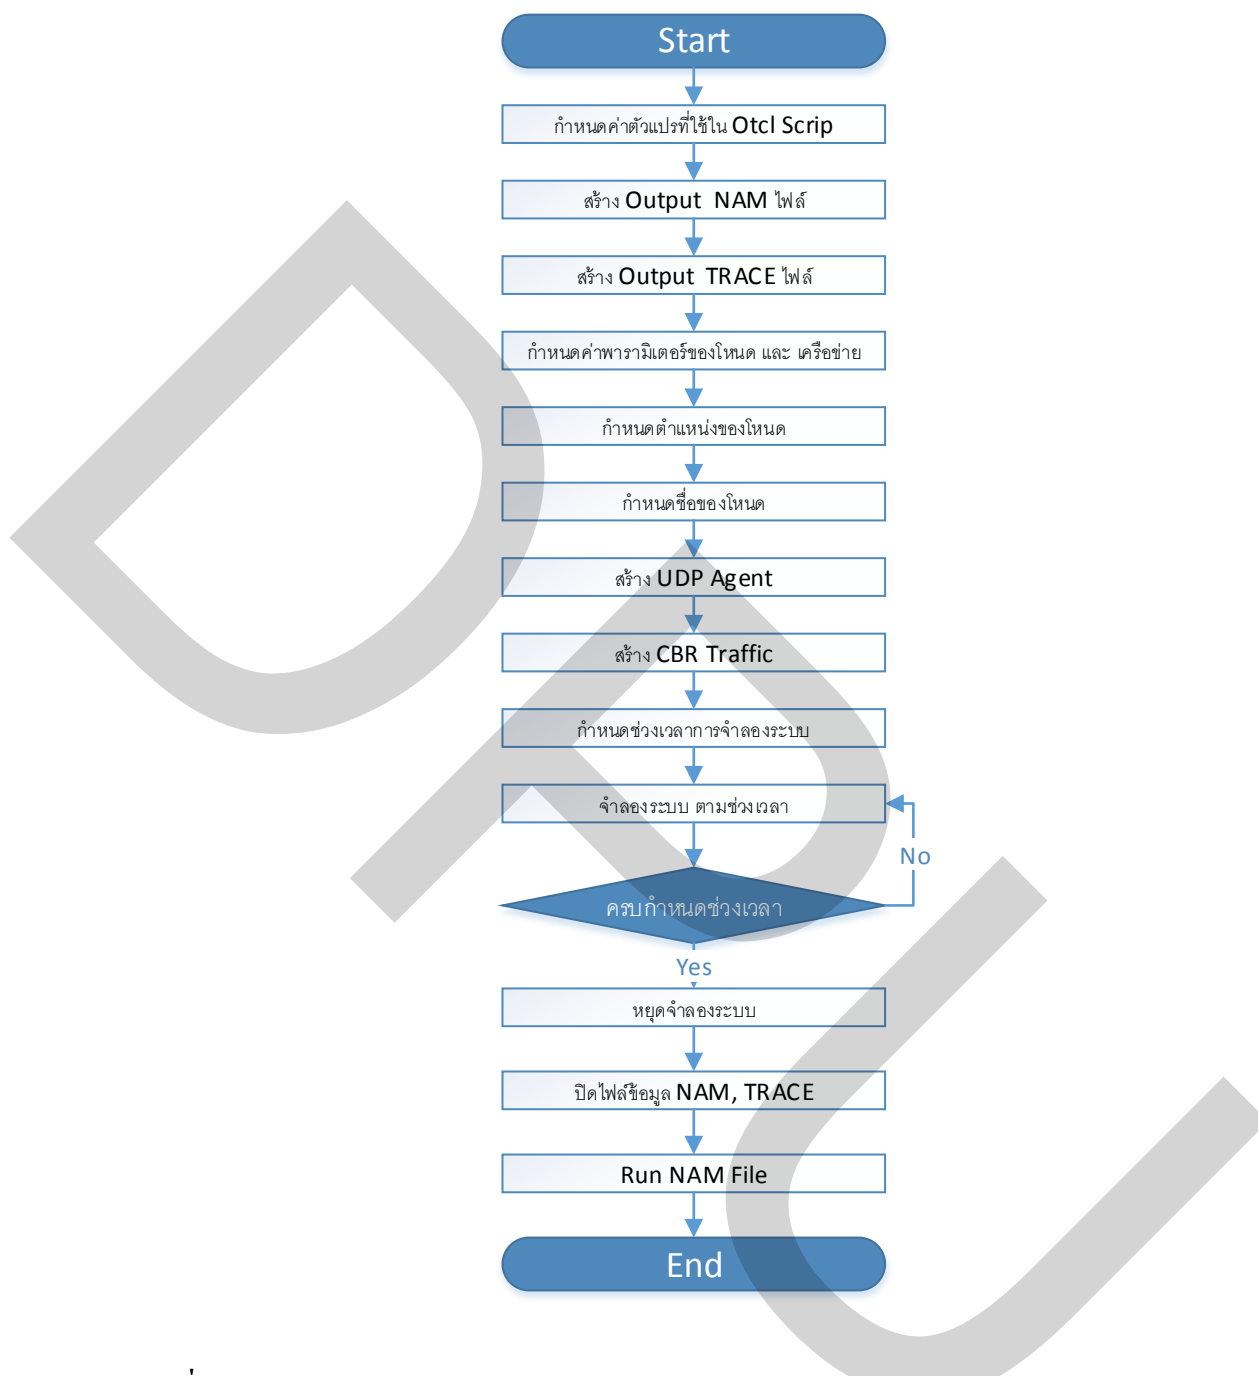 Start
กำหนดค่าตัวแปรที่ใช้ใน Otcl Scrip
สร้าง Output NAM ไฟล์
สร้าง Output TRACE ไฟล์
กำหนดค่าพารามิเตอร์ของโหนด และ เครือข่าย
กำหนดตำแหน่งของโหนด
กำหนดชื่อของโหนด
สร้าง UDP Agent
สร้าง CBR Traffic
กำหนดช่วงเวลาการจำลองระบบ
จำลองระบบ ตามช่วงเวลา
No
ครบกำหนดช่วงเวลา
Yes
หยุดจำลองระบบ
ปิดไฟล์ข้อมูล NAM, TRACE
Run NAM File
End
DPU